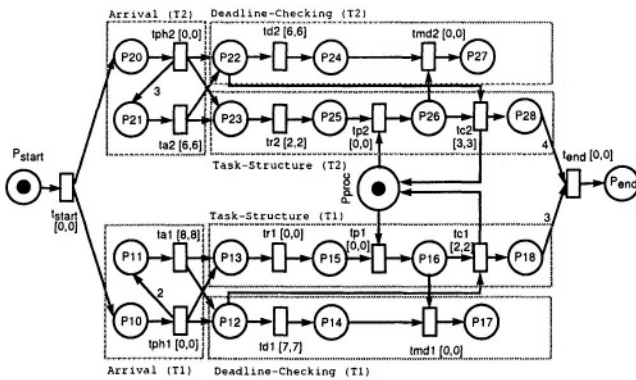 Arrival (T2)
Deadline-Checking (T2)
tph2 [0,0]
td2 [6,6]
tmd2 [0,0]
P20
P22
P24
P27
3
P21
P23
P25
P26
P28
ta2 [6,6]
tr2 [2,2]
tp2
[0,0]
tc2
[3,3]
4
Task-Structure (T2)
Pstart
tstart
[0,0]
Pproc
tend [0,0]
Pend
Task-Structure (T1)
3
ta1 [8,8]
tr1 [0,0]
tp1
[0,0]
tc1
[2,2]
P11
P13
P15
P16
P18
2
P10
P12
P14
P17
tph1 [0,0]
td1 [7,7]
tmd1 [0,0]
Arrival (T1)
Deadline-Checking (T1)